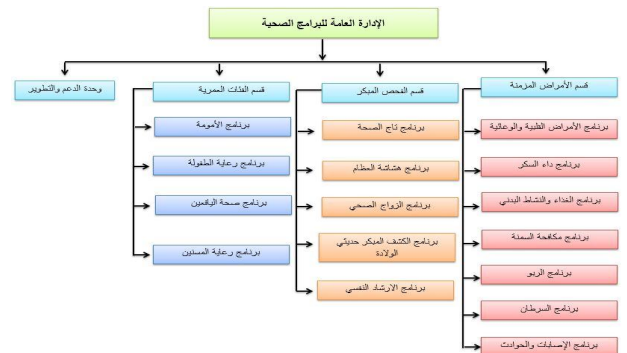 الإدارة العامة للبرامج الصحية
قسم الأمراض المزمنة
قسم الفحص المبكر
قسم الفئات العمرية
وحدة الدعم والتطوير
برنامج الأمراض القلبية والوعائية
برنامج داء السكر
برنامج الغذاء والنشاط البدني
برنامج مكافحة السمنة
برنامج الربو
برنامج السرطان
برنامج الإصابات والحوادث
برنامج تاج الصحة
برنامج هشاشة العظام
برنامج الزواج الصحي
برنامج الكشف المبكر حديثي
الولادة
برنامج الارشاد النفسي
برنامج الأمومة
برنامج رعاية الطفولة
برنامج صحة اليافعين
برنامج رعاية المسنين